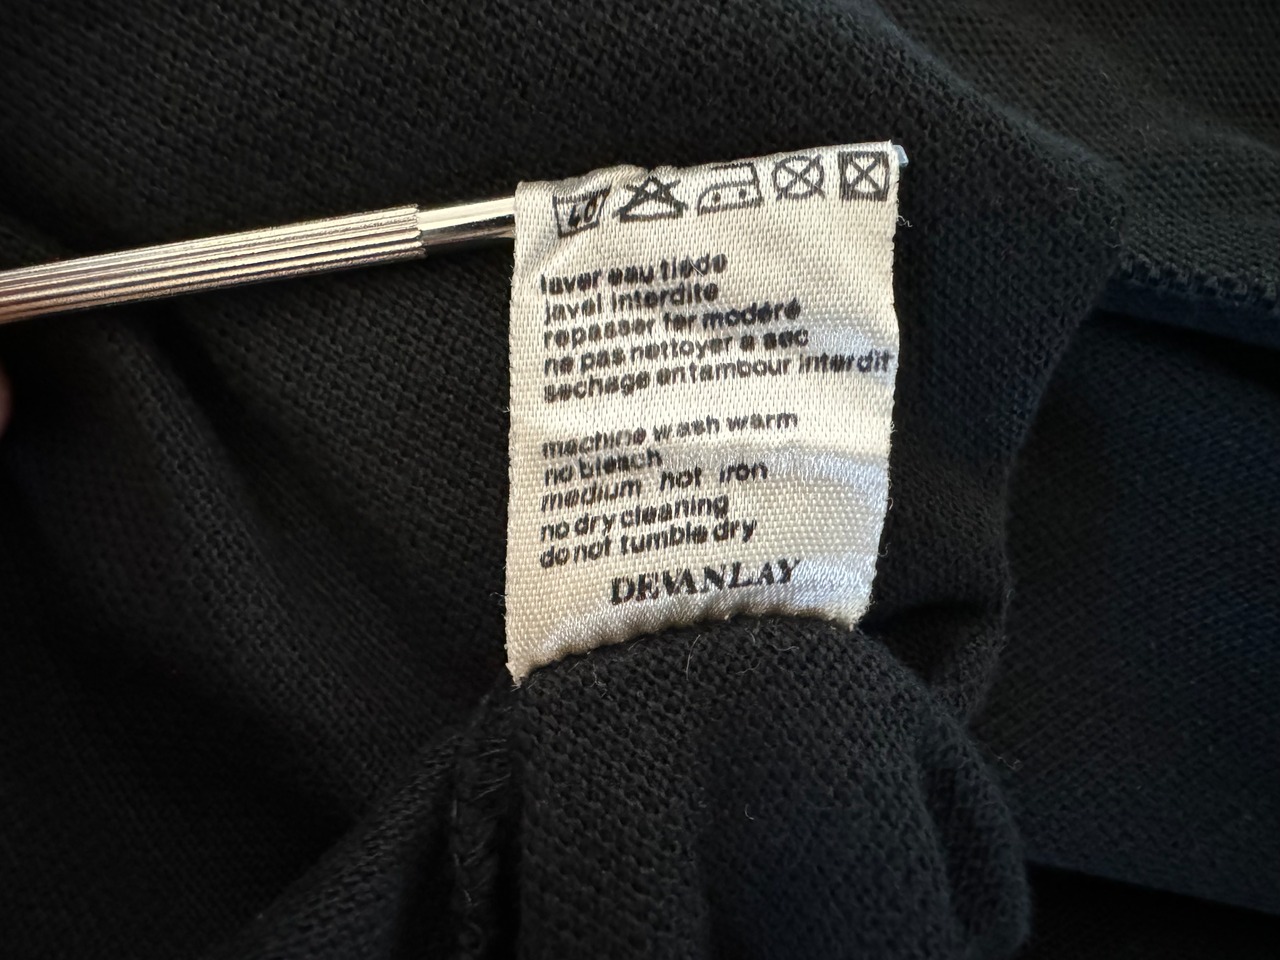 40
laver eau tiède
javel interdite
repasser fer modéré
ne pas nettoyer a sec
sechage en tambour interdit
machine wash warm
no bleach
medium hot iron
no dry cleaning
do not tumble dry
DEVANLAY